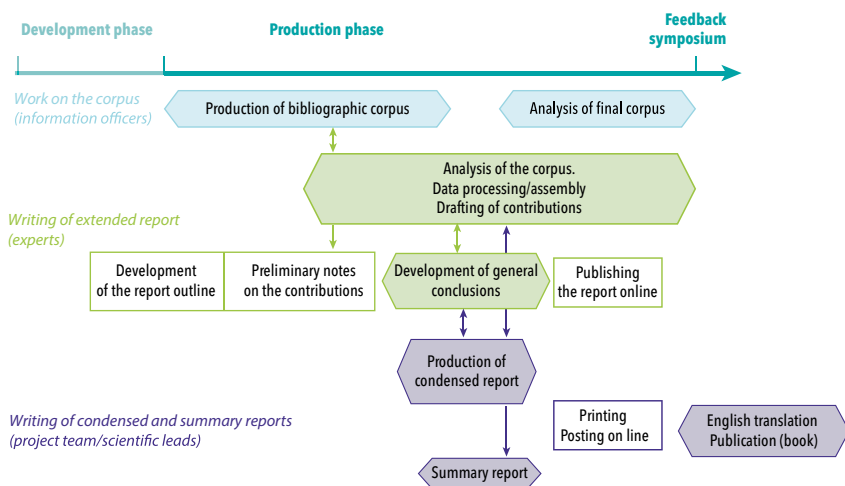 Development phase
Production phase
Feedback
symposium
Work on the corpus
(information officers)
Production of bibliographic corpus
Analysis of final corpus
Analysis of the corpus.
Data processing/assembly
Drafting of contributions
Writing of extended report
(experts)
Development
of the report outline
Preliminary notes
on the contributions
Development of general
conclusions
Publishing
the report online
Production of
condensed report
Writing of condensed and summary reports
(project team/scientific leads)
Printing
Posting on line
English translation
Publication (book)
Summary report